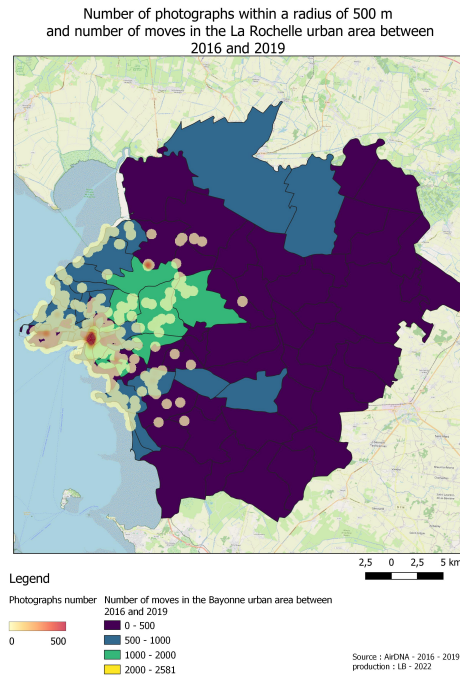 Number of photographs within a radius of 500 m
and number of moves in the La Rochelle urban area between
2016 and 2019
2,5 0 2,5 5 km
Legend
Photographs number
0 500
Number of moves in the Bayonne urban area between
2016 and 2019
0 - 500
500 - 1000
1000 - 2000
2000 - 2581
Source : AirDNA - 2016 - 2019
production : LB - 2022